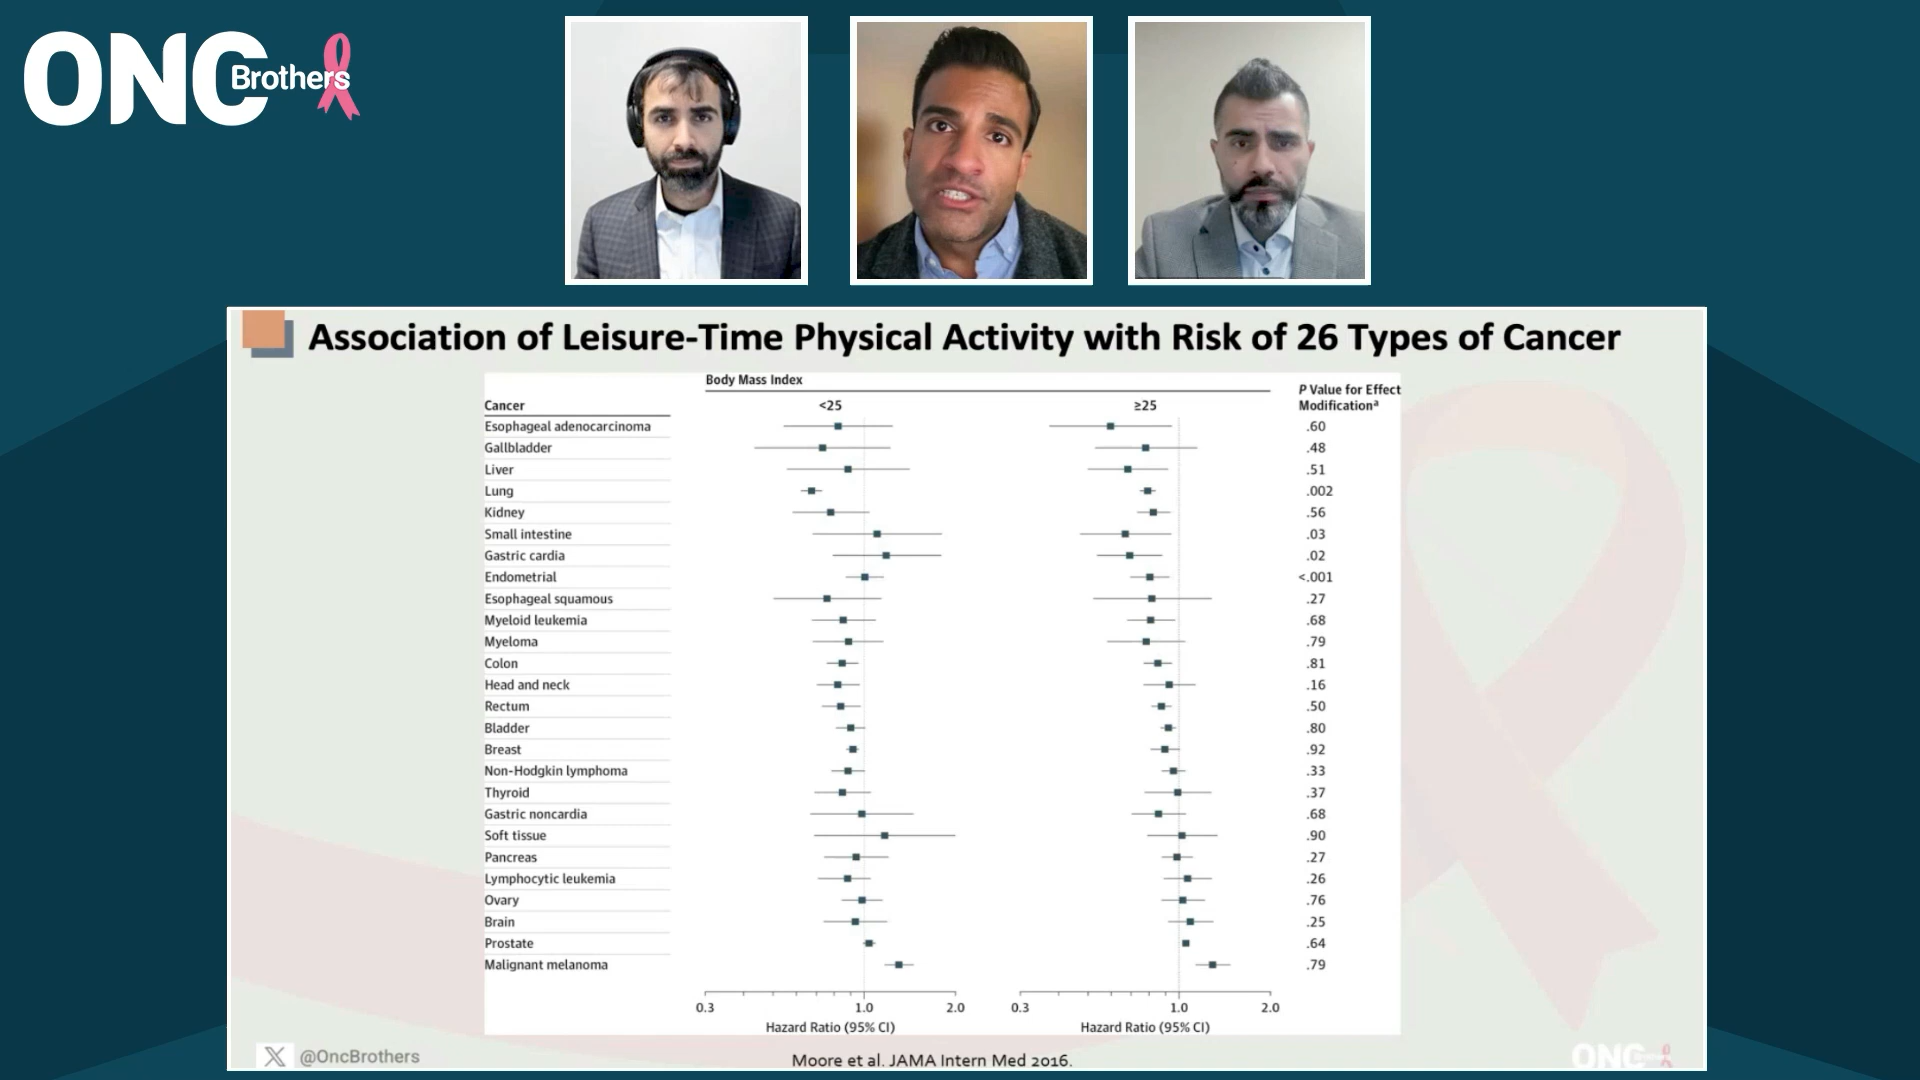 ONC Brothers
Association of Leisure-Time Physical Activity with Risk of 26 Types of Cancer
Body Mass Index
P Value for Effect
Cancer <25 ≥25 Modificationª
Esophageal adenocarcinoma .60
Gallbladder .48
Liver .51
Lung .002
Kidney .56
Small intestine .03
Gastric cardia .02
Endometrial <.001
Esophageal squamous .27
Myeloid leukemia .68
Myeloma .79
Colon .81
Head and neck .16
Rectum .50
Bladder .80
Breast .92
Non-Hodgkin lymphoma .33
Thyroid .37
Gastric noncardia .68
Soft tissue .90
Pancreas .27
Lymphocytic leukemia .26
Ovary .76
Brain .25
Prostate .64
Malignant melanoma .79
0.3 1.0 2.0 0.3 1.0 2.0
Hazard Ratio (95% CI) Hazard Ratio (95% CI)
X @OncBrothers
Moore et al. JAMA Intern Med 2016.
ONC Brothers